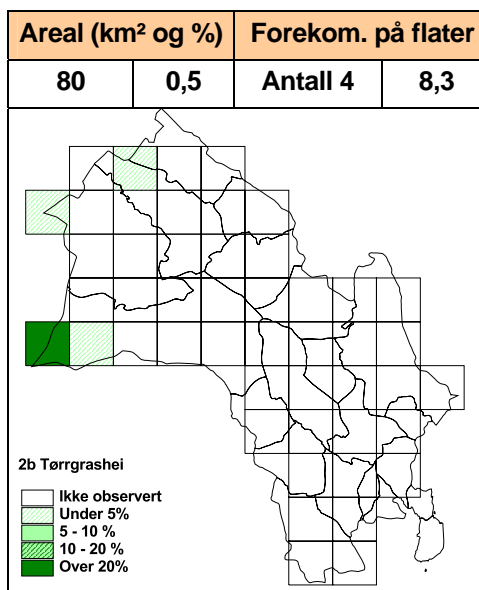 Areal (km² og %) Forekom. på flater
80 0,5 Antall 4 8,3
2b Tørrgrashei
Ikke observert
Under 5%
5 - 10 %
10 - 20 %
Over 20%